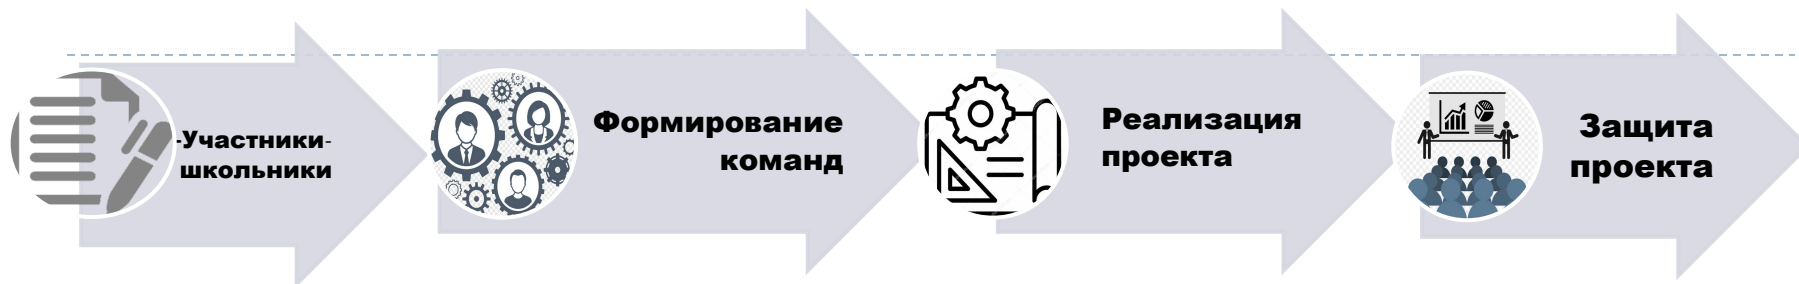 -Участники-
школьники
Формирование
команд
Реализация
проекта
Защита
проекта